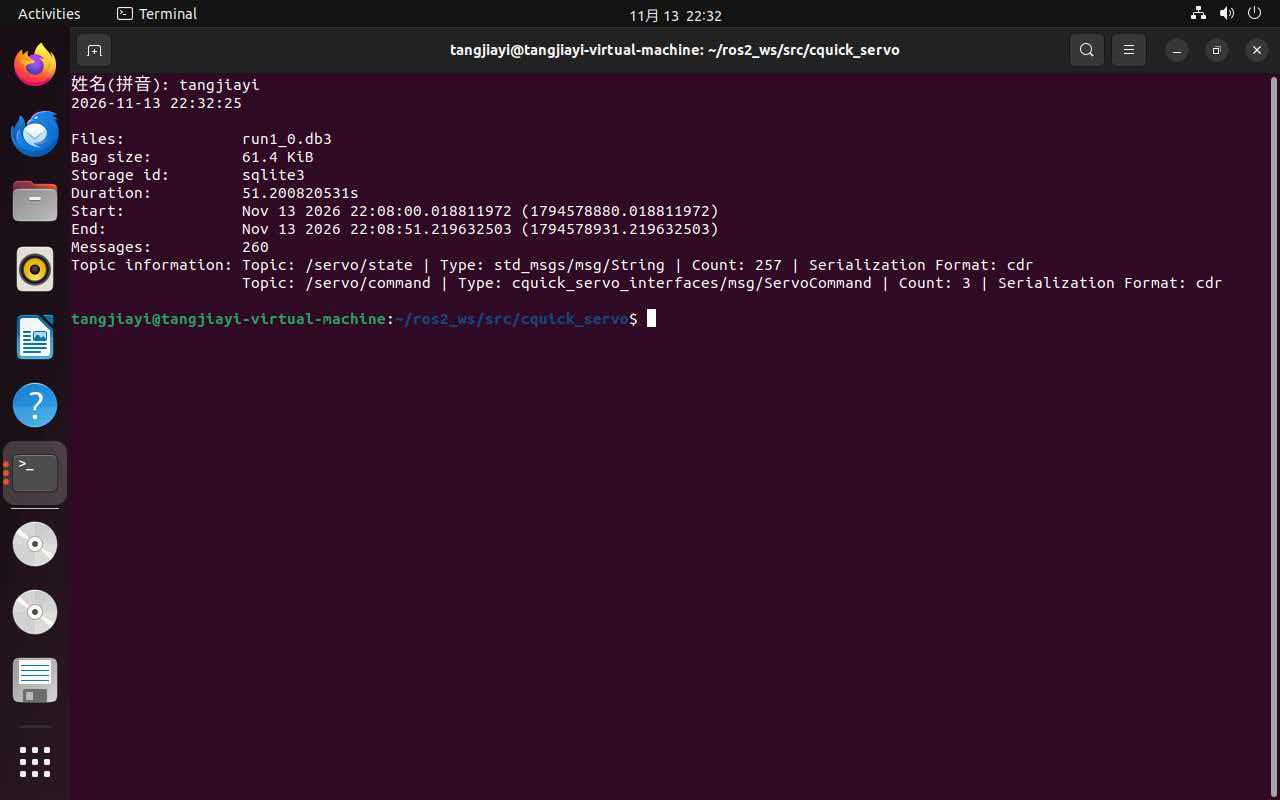 Activities
Terminal
11月 13 22:32
tangjiayi@tangjiayi-virtual-machine: ~/ros2_ws/src/cquick_servo
姓名(拼音): tangjiayi
2026-11-13 22:32:25
Files: run1_0.db3
Bag size: 61.4 KiB
Storage id: sqlite3
Duration: 51.200820531s
Start: Nov 13 2026 22:08:00.018811972 (1794578880.018811972)
End: Nov 13 2026 22:08:51.219632503 (1794578931.219632503)
Messages: 260
Topic information: Topic: /servo/state | Type: std_msgs/msg/String | Count: 257 | Serialization Format: cdr
Topic: /servo/command | Type: cquick_servo_interfaces/msg/ServoCommand | Count: 3 | Serialization Format: cdr
tangjiayi@tangjiayi-virtual-machine:~/ros2_ws/src/cquick_servo$